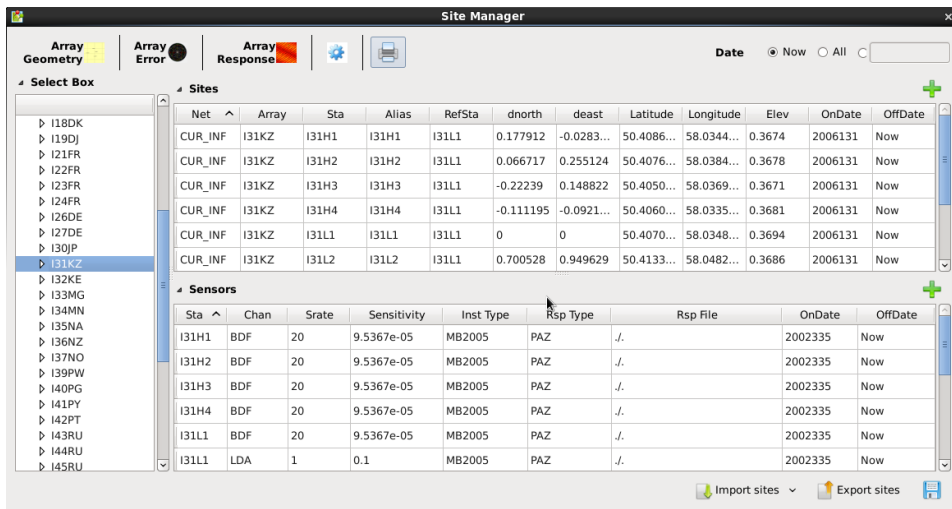 Site Manager
Array Geometry Array Error Array Response Date Now All
Select Box
I18DK
I19DJ
I21FR
I22FR
I23FR
I24FR
I26DE
I27DE
I30JP
I31KZ
I32KE
I33MG
I34MN
I35NA
I36NZ
I37NO
I39PW
I40PG
I41PY
I42PT
I43RU
I44RU
I45RU
Sites
Net Array Sta Alias RefSta dnorth deast Latitude Longitude Elev OnDate OffDate
CUR_INF I31KZ I31H1 I31H1 I31L1 0.177912 -0.0283... 50.4086... 58.0344... 0.3674 2006131 Now
CUR_INF I31KZ I31H2 I31H2 I31L1 0.066717 0.255124 50.4076... 58.0384... 0.3678 2006131 Now
CUR_INF I31KZ I31H3 I31H3 I31L1 -0.22239 0.148822 50.4050... 58.0369... 0.3671 2006131 Now
CUR_INF I31KZ I31H4 I31H4 I31L1 -0.111195 -0.0921... 50.4060... 58.0335... 0.3681 2006131 Now
CUR_INF I31KZ I31L1 I31L1 I31L1 0 0 50.4070... 58.0348... 0.3694 2006131 Now
CUR_INF I31KZ I31L2 I31L2 I31L1 0.700528 0.949629 50.4133... 58.0482... 0.3686 2006131 Now
Sensors
Sta Chan Srate Sensitivity Inst Type Rsp Type Rsp File OnDate OffDate
I31H1 BDF 20 9.5367e-05 MB2005 PAZ ./. 2002335 Now
I31H2 BDF 20 9.5367e-05 MB2005 PAZ ./. 2002335 Now
I31H3 BDF 20 9.5367e-05 MB2005 PAZ ./. 2002335 Now
I31H4 BDF 20 9.5367e-05 MB2005 PAZ ./. 2002335 Now
I31L1 BDF 20 9.5367e-05 MB2005 PAZ ./. 2002335 Now
I31L1 LDA 1 0.1 MB2005 PAZ ./. 2002335 Now
Import sites Export sites